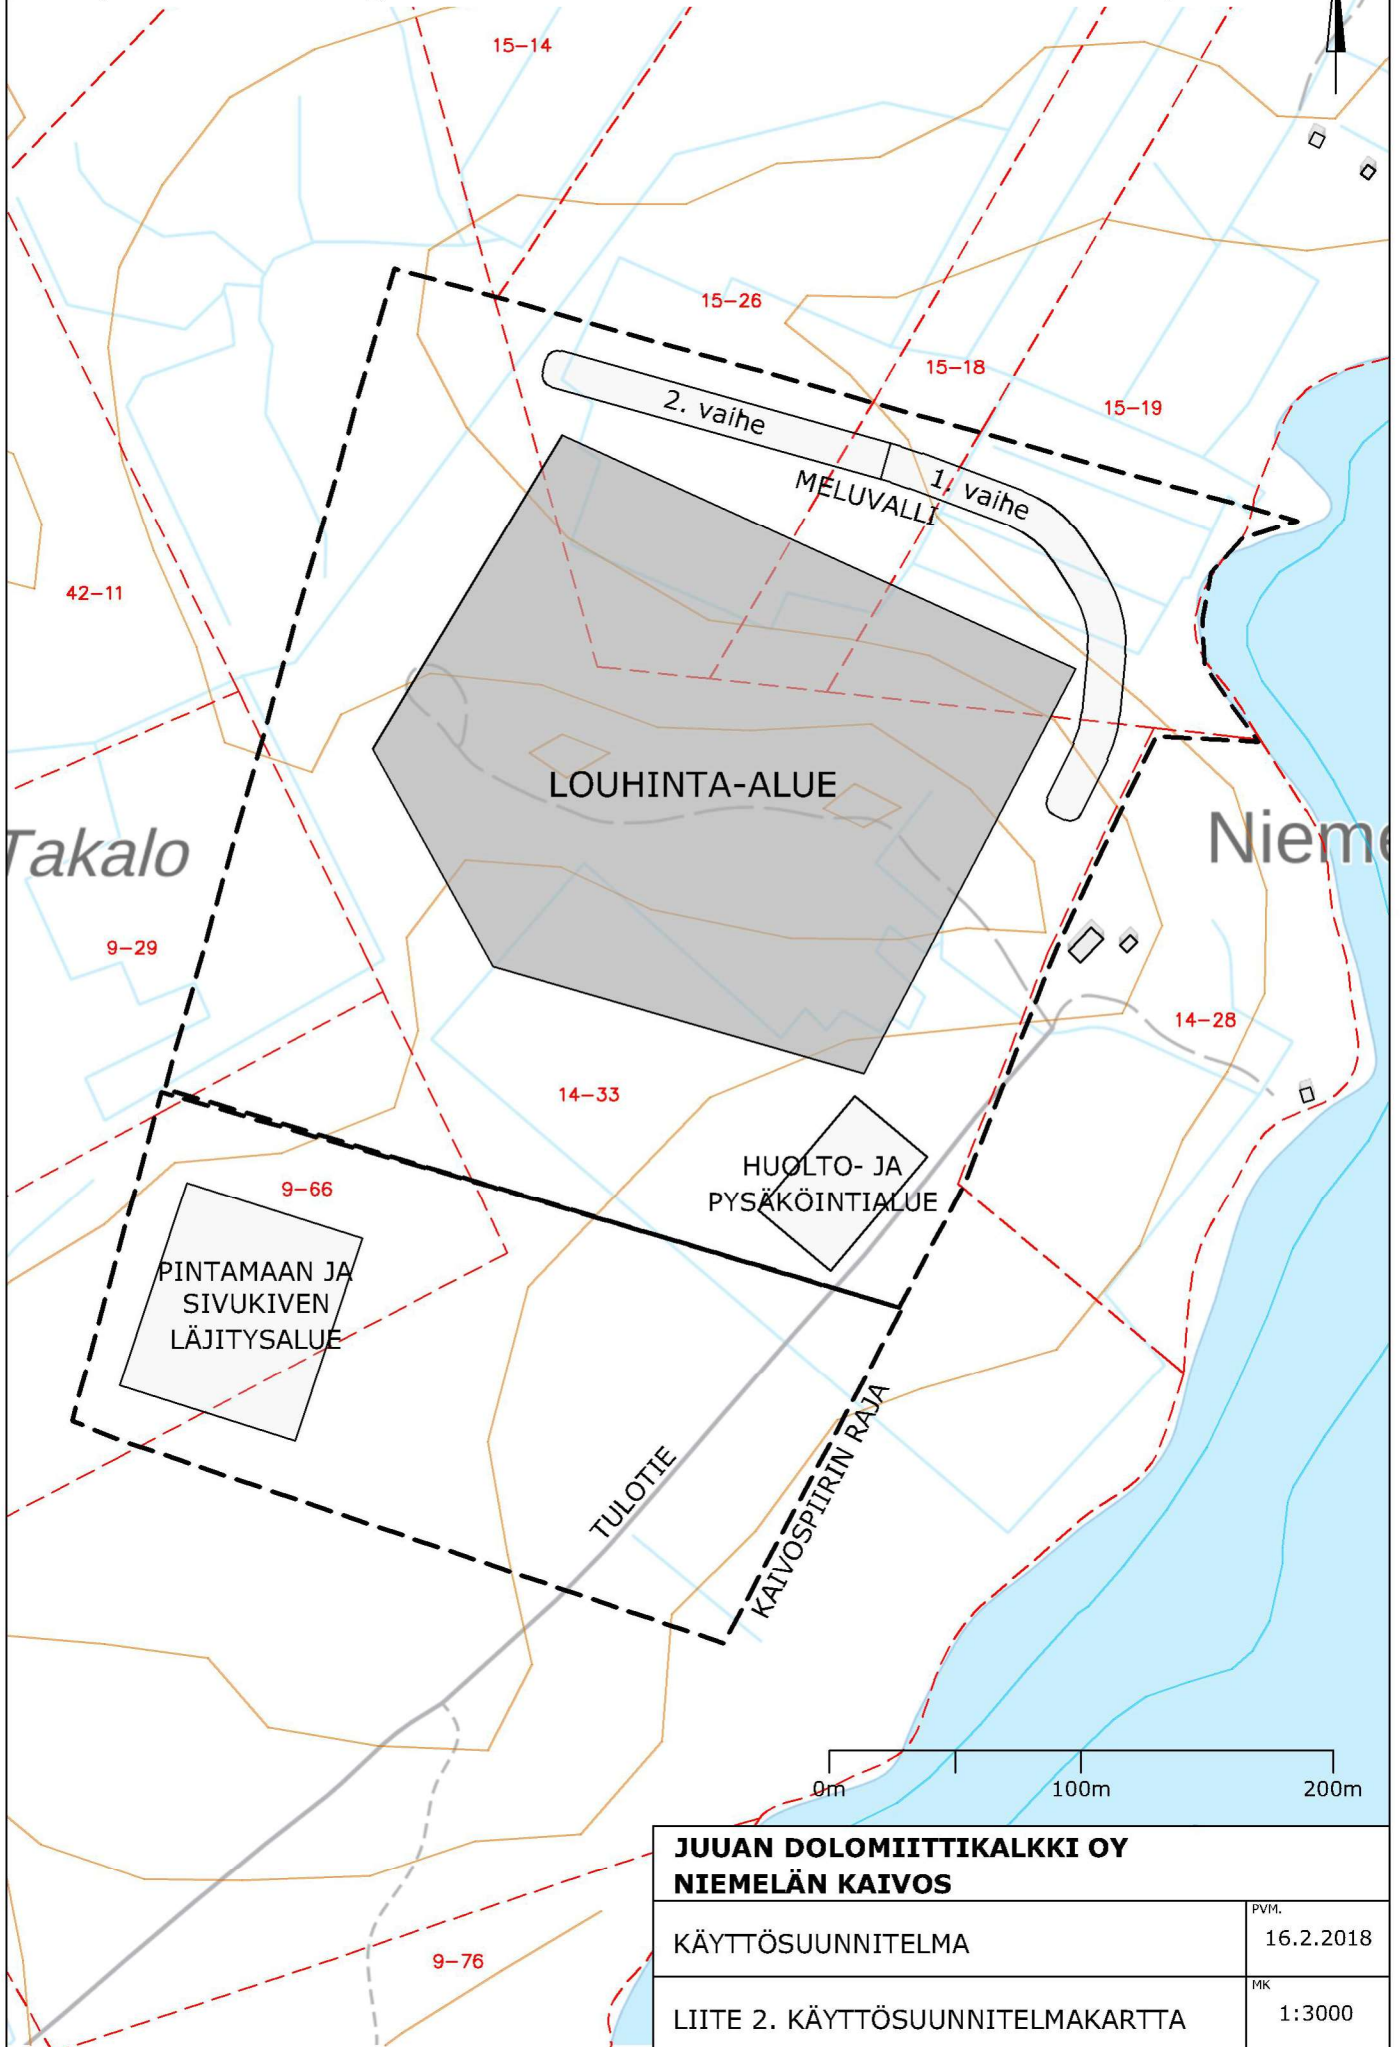 15-14
15-26
15-18
15-19
2. vaihe
1. vaihe
MELUVALLI
42-11
LOUHINTA-ALUE
Takalo
Nieme
9-29
14-28
14-33
HUOLTO- JA
PYSÄKÖINTIALUE
9-66
PINTAMAAN JA
SIVUKIVEN
LÄJITYSALUE
TULOTIE
KAIVOSPIIRIN RAJA
0m 100m 200m
JUUAN DOLOMIITTIKALKKI OY
NIEMELÄN KAIVOS
KÄYTTÖSUUNNITELMA
PVM.
16.2.2018
9-76
LIITE 2. KÄYTTÖSUUNNITELMAKARTTA
MK
1:3000